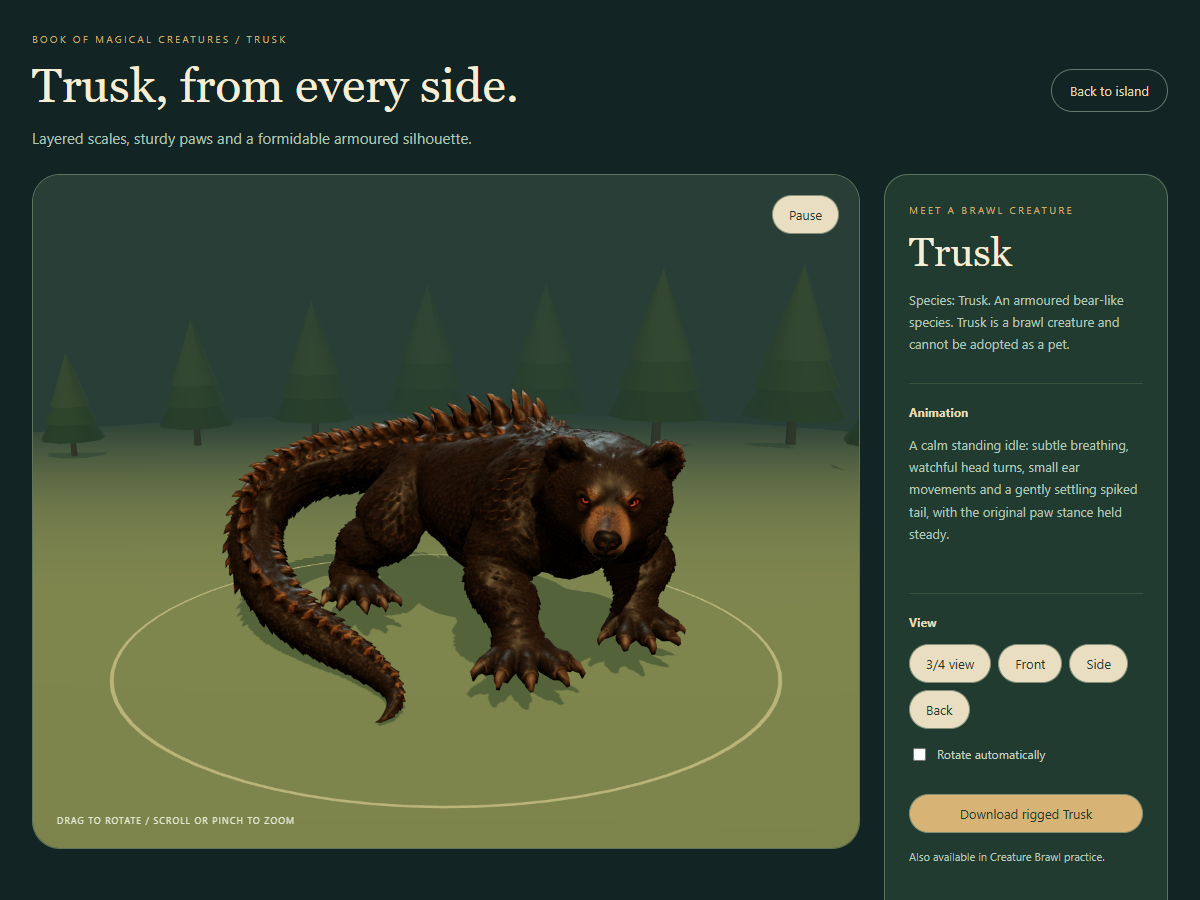 BOOK OF MAGICAL CREATURES / TRUSK
Trusk, from every side.
Layered scales, sturdy paws and a formidable armoured silhouette.
Back to island
Pause
DRAG TO ROTATE / SCROLL OR PINCH TO ZOOM
MEET A BRAWL CREATURE
Trusk
Species: Trusk. An armoured bear-like
species. Trusk is a brawl creature and
cannot be adopted as a pet.
Animation
A calm standing idle: subtle breathing,
watchful head turns, small ear
movements and a gently settling spiked
tail, with the original paw stance held
steady.
View
3/4 view
Front
Side
Back
Rotate automatically
Download rigged Trusk
Also available in Creature Brawl practice.